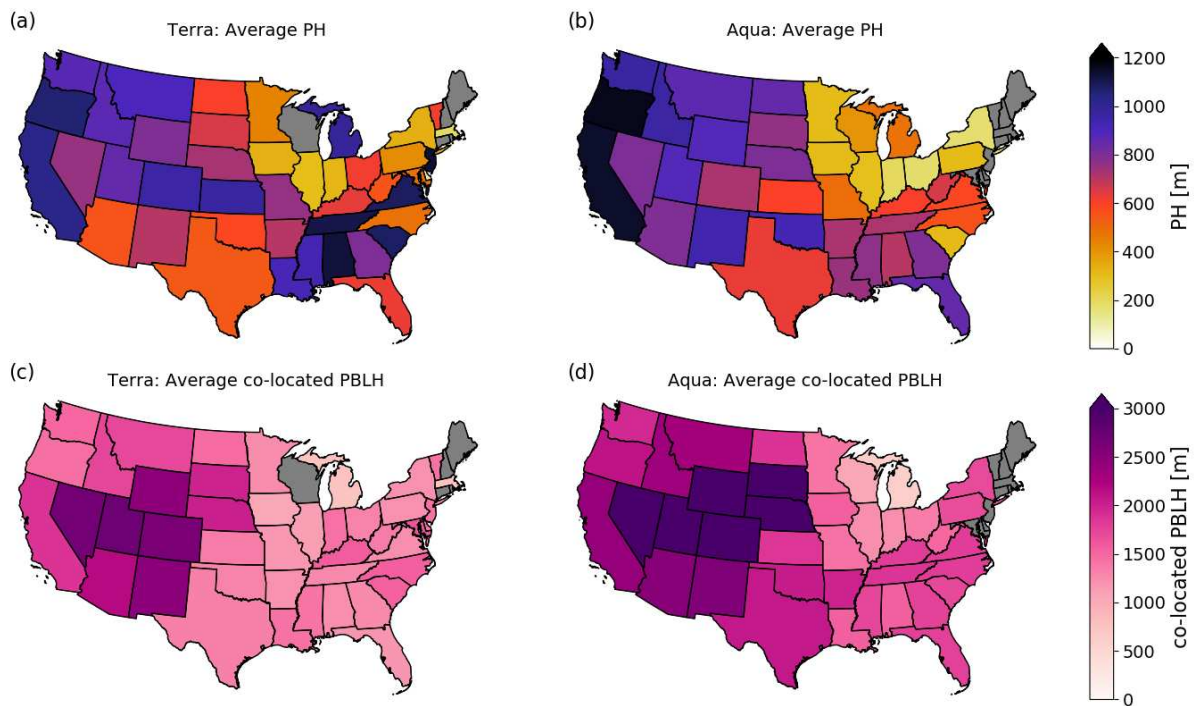 (a)
Terra: Average PH
(b)
Aqua: Average PH
1200
1000
800
600
400
200
0
PH [m]
(c)
Terra: Average co-located PBLH
(d)
Aqua: Average co-located PBLH
3000
2500
2000
1500
1000
500
0
co-located PBLH [m]